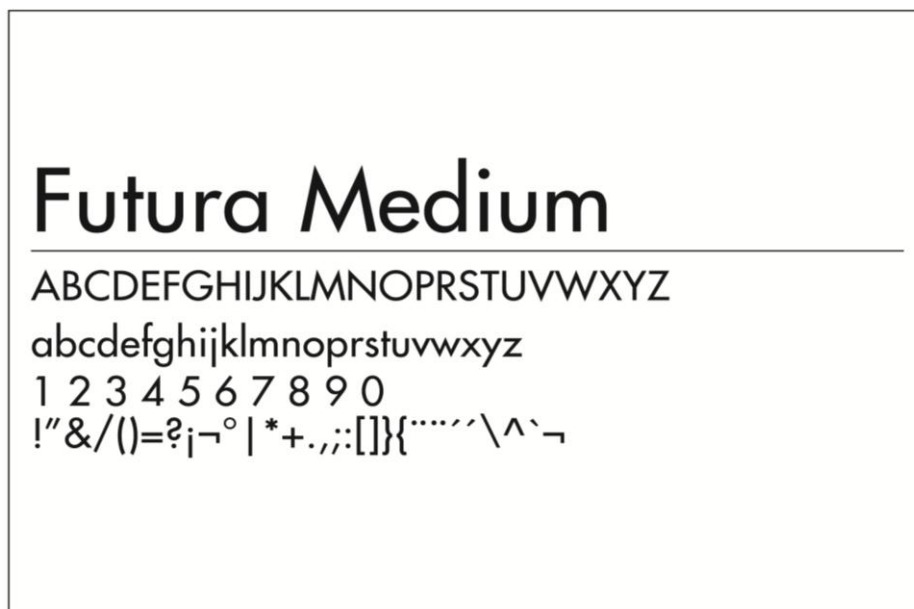 Futura Medium
ABCDEFGHIJKLMNOPRSTUVWXYZ
abcdefghijklmnoprstuvwxyz
1 2 3 4 5 6 7 8 9 0
!"&/()=?¡¬°|*+.,;:[]}{¨¨´´\^`¬